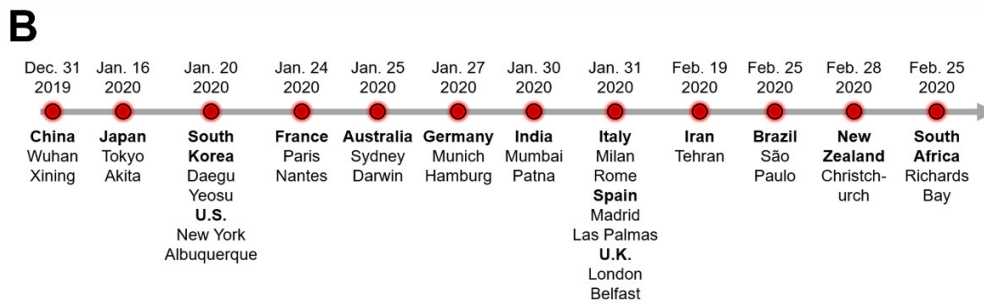 B
Dec. 31 Jan. 16 Jan. 20 Jan. 24 Jan. 25 Jan. 27 Jan. 30 Jan. 31 Feb. 19 Feb. 25 Feb. 28 Feb. 25
2019 2020 2020 2020 2020 2020 2020 2020 2020 2020 2020 2020
China Japan South France Australia Germany India Italy Iran Brazil New South
Wuhan Tokyo Korea Paris Sydney Munich Mumbai Milan Tehran São Zealand Africa
Xining Akita Daegu Nantes Darwin Hamburg Patna Rome Paulo Christch- Richards
Yeosu Spain urch Bay
U.S. Madrid
New York Las Palmas
Albuquerque U.K.
London
Belfast